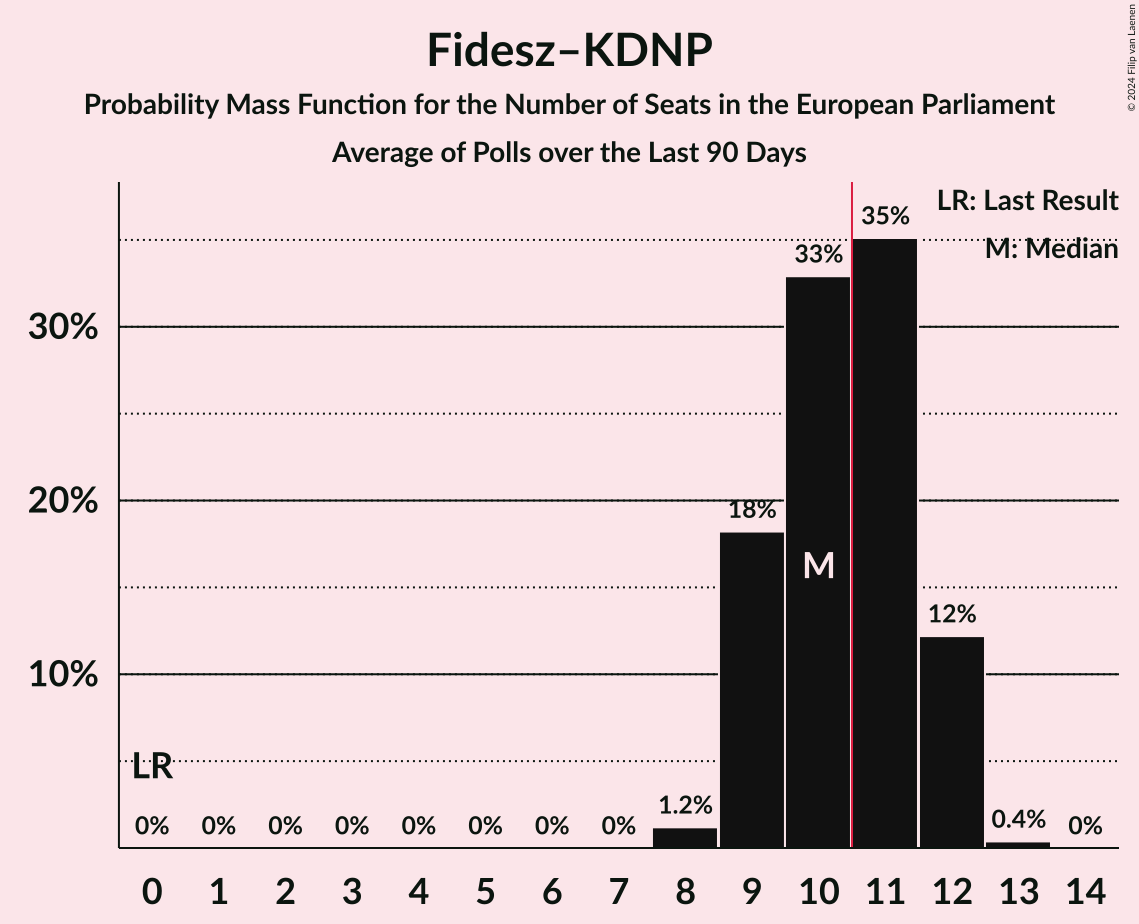 Fidesz–KDNP
Probability Mass Function for the Number of Seats in the European Parliament
Average of Polls over the Last 90 Days
© 2024 Filip van Laenen
LR: Last Result
M: Median
35%
33%
30%
20%
18%
M
12%
10%
LR
0% 0% 0% 0% 0% 0% 0% 0% 1.2% 0.4% 0%
0 1 2 3 4 5 6 7 8 9 10 11 12 13 14